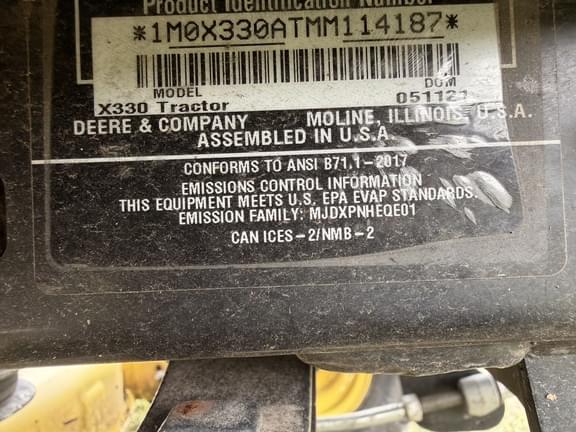 Product Identification Number
*1M0X330ATMM114187*
MODEL DOM
X330 Tractor 051121
DEERE & COMPANY MOLINE, ILLINOIS, U.S.A.
ASSEMBLED IN U.S.A.
CONFORMS TO ANSI B71.1-2017
EMISSIONS CONTROL INFORMATION
THIS EQUIPMENT MEETS U.S. EPA EVAP STANDARDS.
EMISSION FAMILY: MJDXPNHEQE01
CAN ICES-2/NMB-2